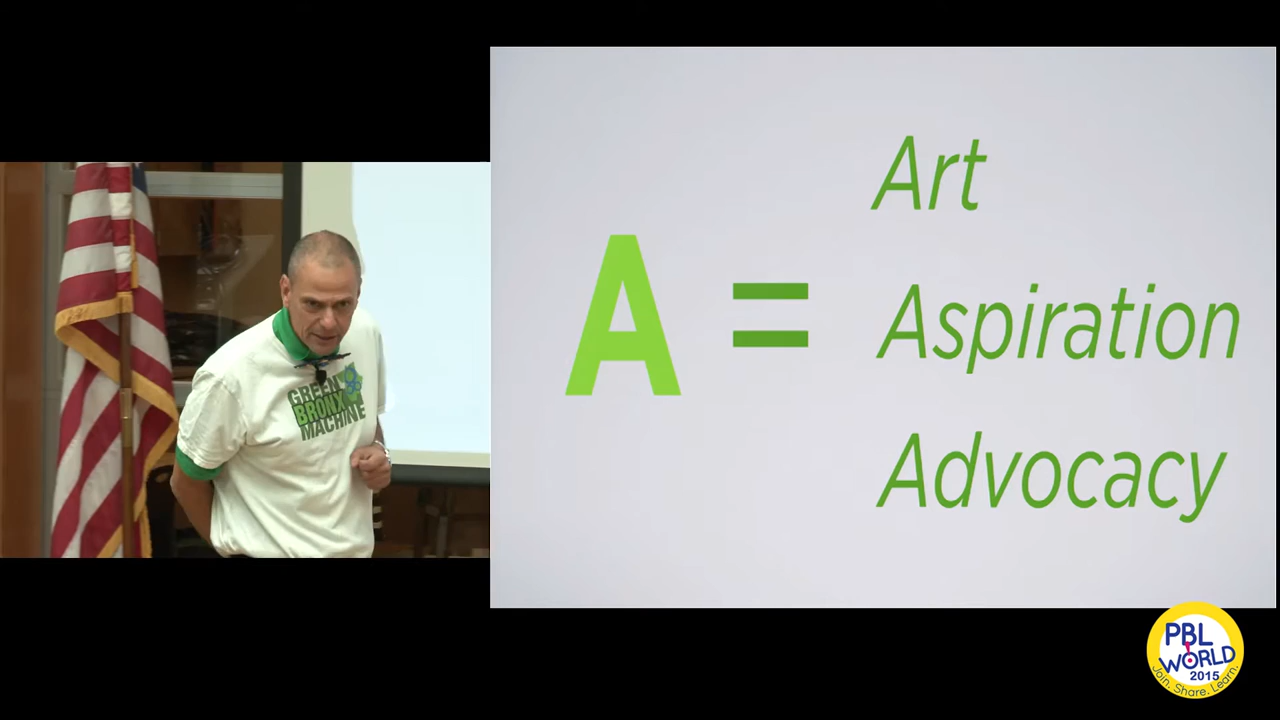 GREEN
BRONX
MACHINE
A =
Art
Aspiration
Advocacy
PBL
WORLD
2015
Join. Share. Learn.